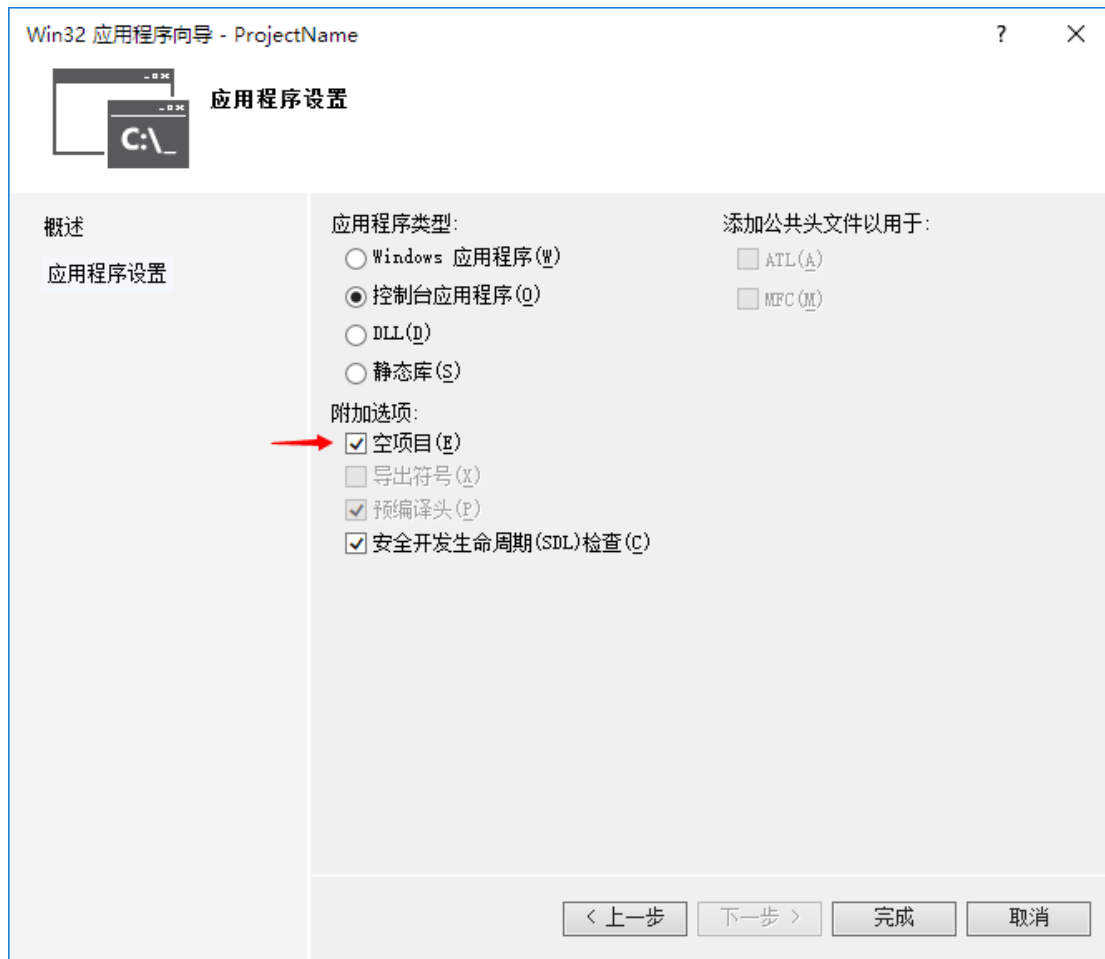 Win32 应用程序向导 - ProjectName
?
C:\_
应用程序设置
概述
应用程序设置
应用程序类型:
Windows 应用程序(W)
控制台应用程序(O)
DLL(D)
静态库(S)
附加选项:
空项目(E)
导出符号(X)
预编译头(P)
安全开发生命周期(SDL)检查(C)
添加公共头文件以用于:
ATL(A)
MFC(M)
< 上一步
下一步 >
完成
取消